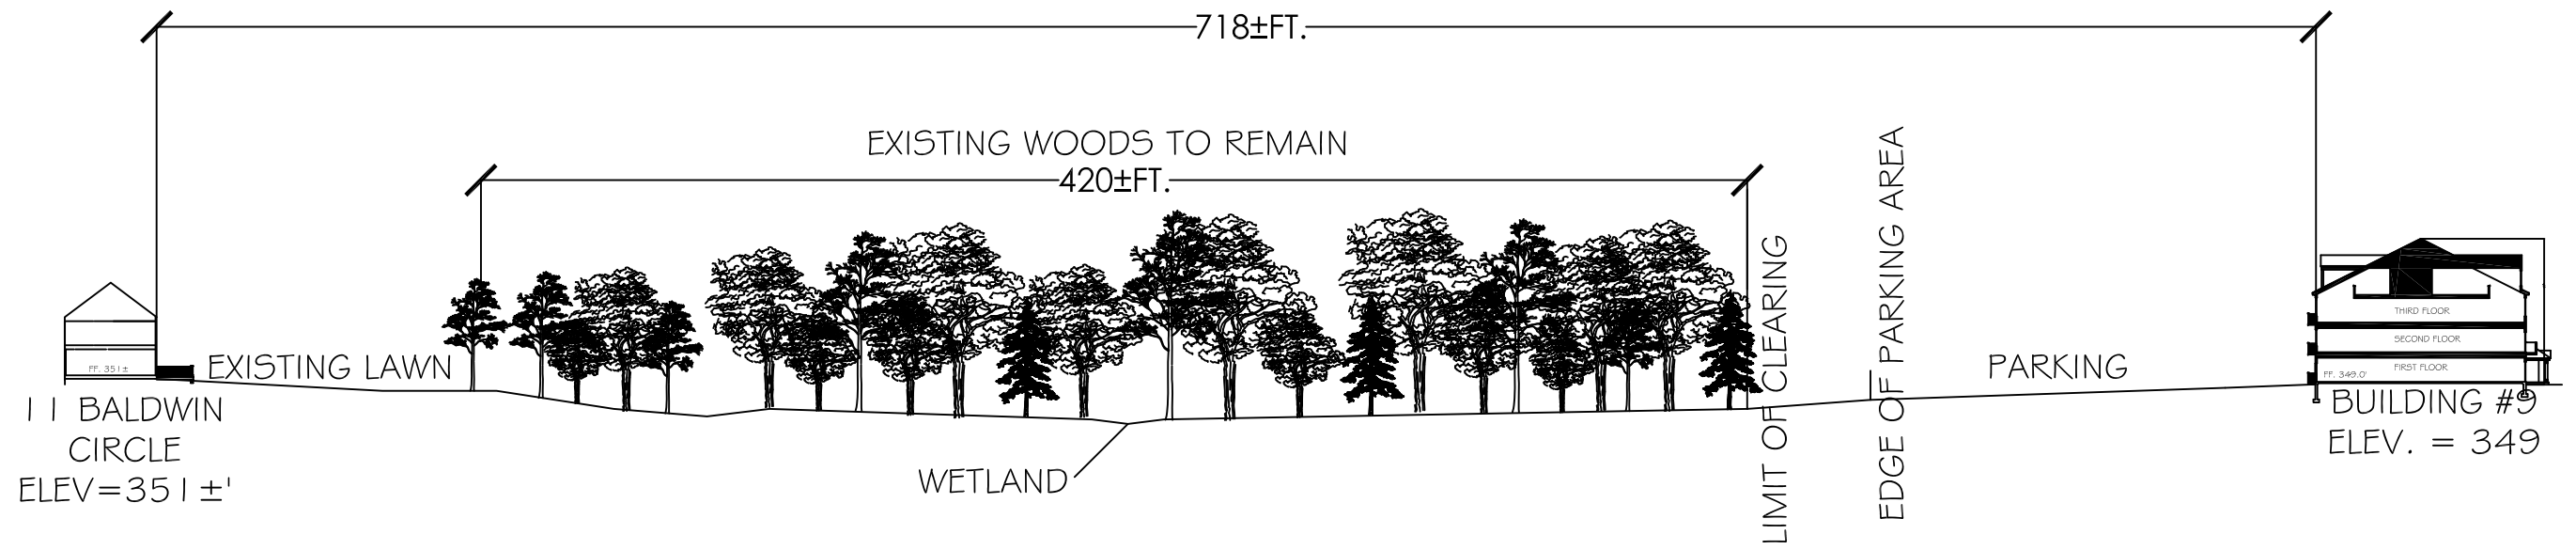 718±FT.
EXISTING WOODS TO REMAIN
420±FT.
EXISTING LAWN
FF. 351±
11 BALDWIN
CIRCLE
ELEV=351±'
WETLAND
LIMIT OF CLEARING
EDGE OF PARKING AREA
PARKING
THIRD FLOOR
SECOND FLOOR
FIRST FLOOR
FF. 349.0'
BUILDING #9
ELEV. = 349